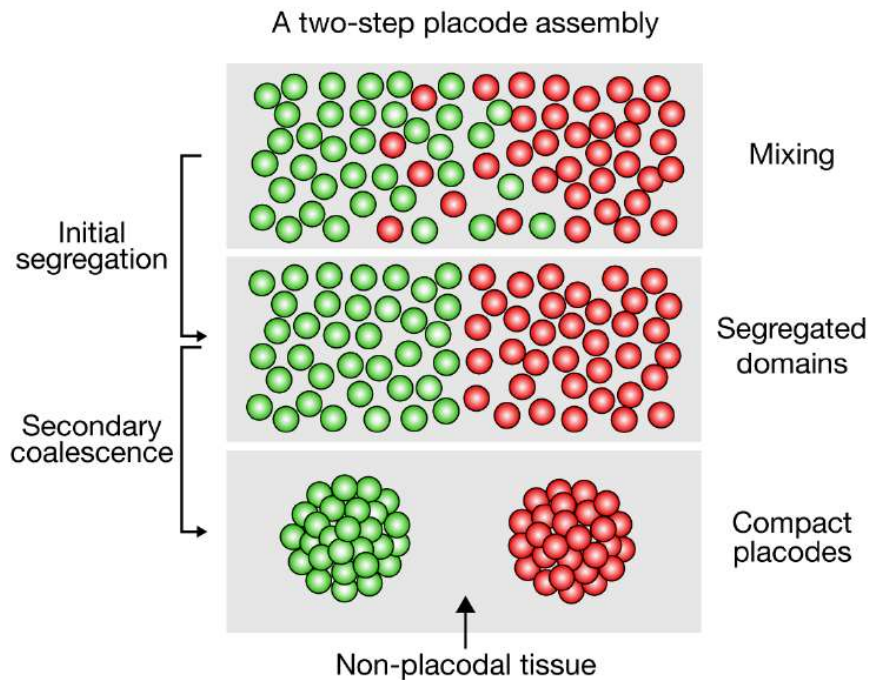 A two-step placode assembly
Mixing
Initial
segregation
Segregated
domains
Secondary
coalescence
Compact
placodes
Non-placodal tissue